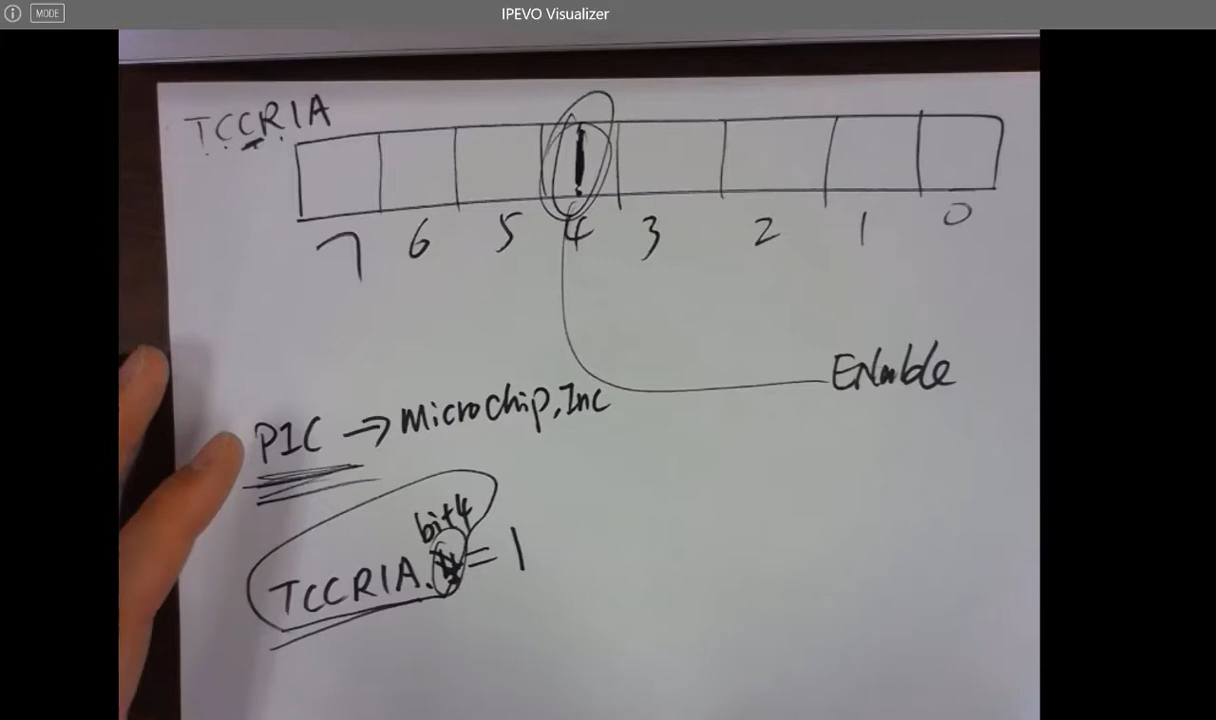 MODE IPEVO Visualizer
TCCR1A
1
7 6 5 4 3 2 1 0
ENable
PIC → Microchip, Inc
bit4
TCCR1A. = 1